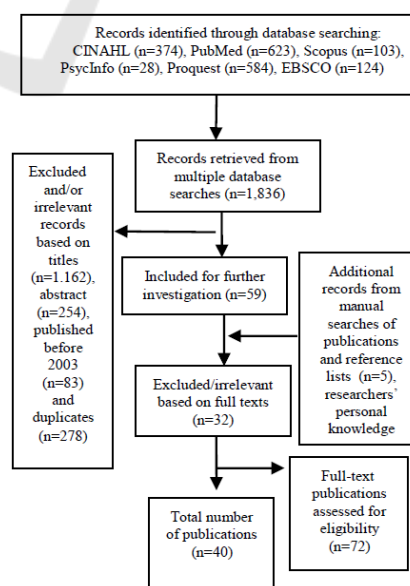 Records identified through database searching:
CINAHL (n=374), PubMed (n=623), Scopus (n=103),
PsycInfo (n=28), Proquest (n=584), EBSCO (n=124)
Records retrieved from
multiple database
searches (n=1,836)
Excluded
and/or
irrelevant
records
based on
titles
(n=1.162),
abstract
(n=254),
published
before
2003
(n=83)
and
duplicates
(n=278)
Included for further
investigation (n=59)
Additional
records from
manual
searches of
publications
and reference
lists (n=5),
researchers’
personal
knowledge
Excluded/irrelevant
based on full texts
(n=32)
Full-text
publications
assessed for
eligibility
(n=72)
Total number
of publications
(n=40)